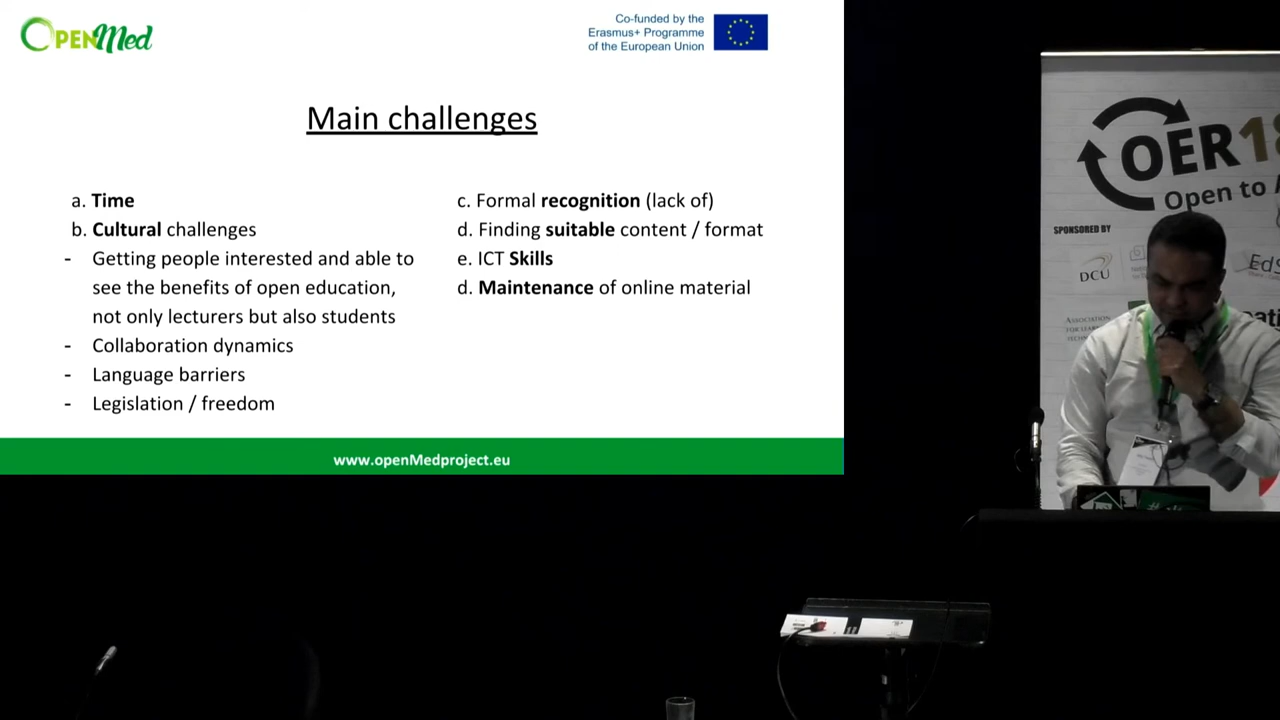 OPENMed
Co-funded by the
Erasmus+ Programme
of the European Union
Main challenges
a. Time
b. Cultural challenges
- Getting people interested and able to
see the benefits of open education,
not only lecturers but also students
- Collaboration dynamics
- Language barriers
- Legislation / freedom
c. Formal recognition (lack of)
d. Finding suitable content / format
e. ICT Skills
d. Maintenance of online material
www.openMedproject.eu
OER18
Open to
SPONSORED BY
DCU